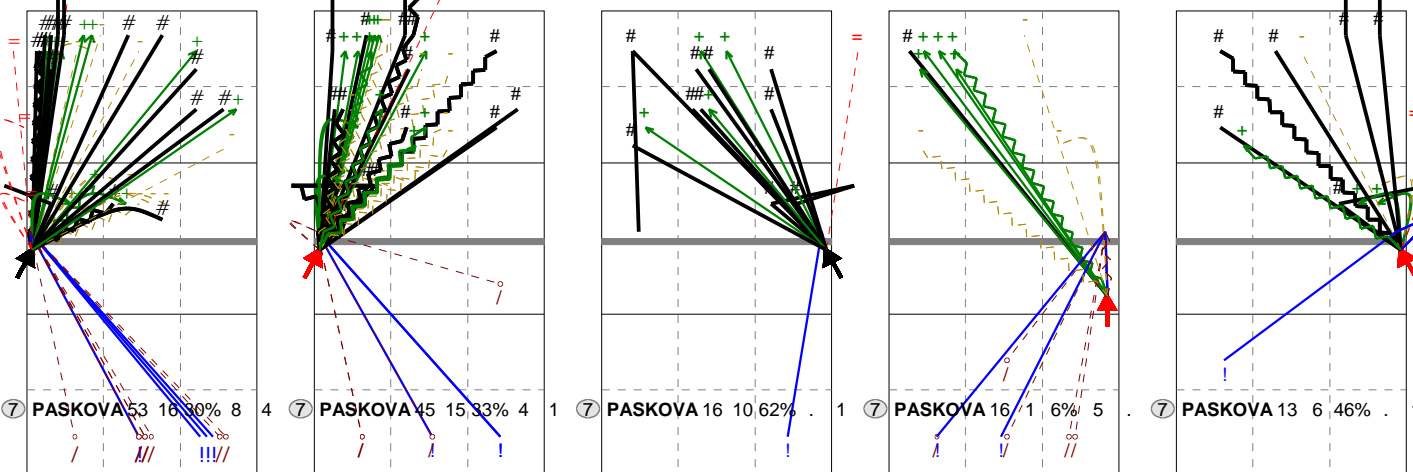 7 PASKOVA 53 16 30% 8 4
7 PASKOVA 45 15 33% 4 1
7 PASKOVA 16 10 62% . 1
7 PASKOVA 16 1 6% 5 .
7 PASKOVA 13 6 46% .